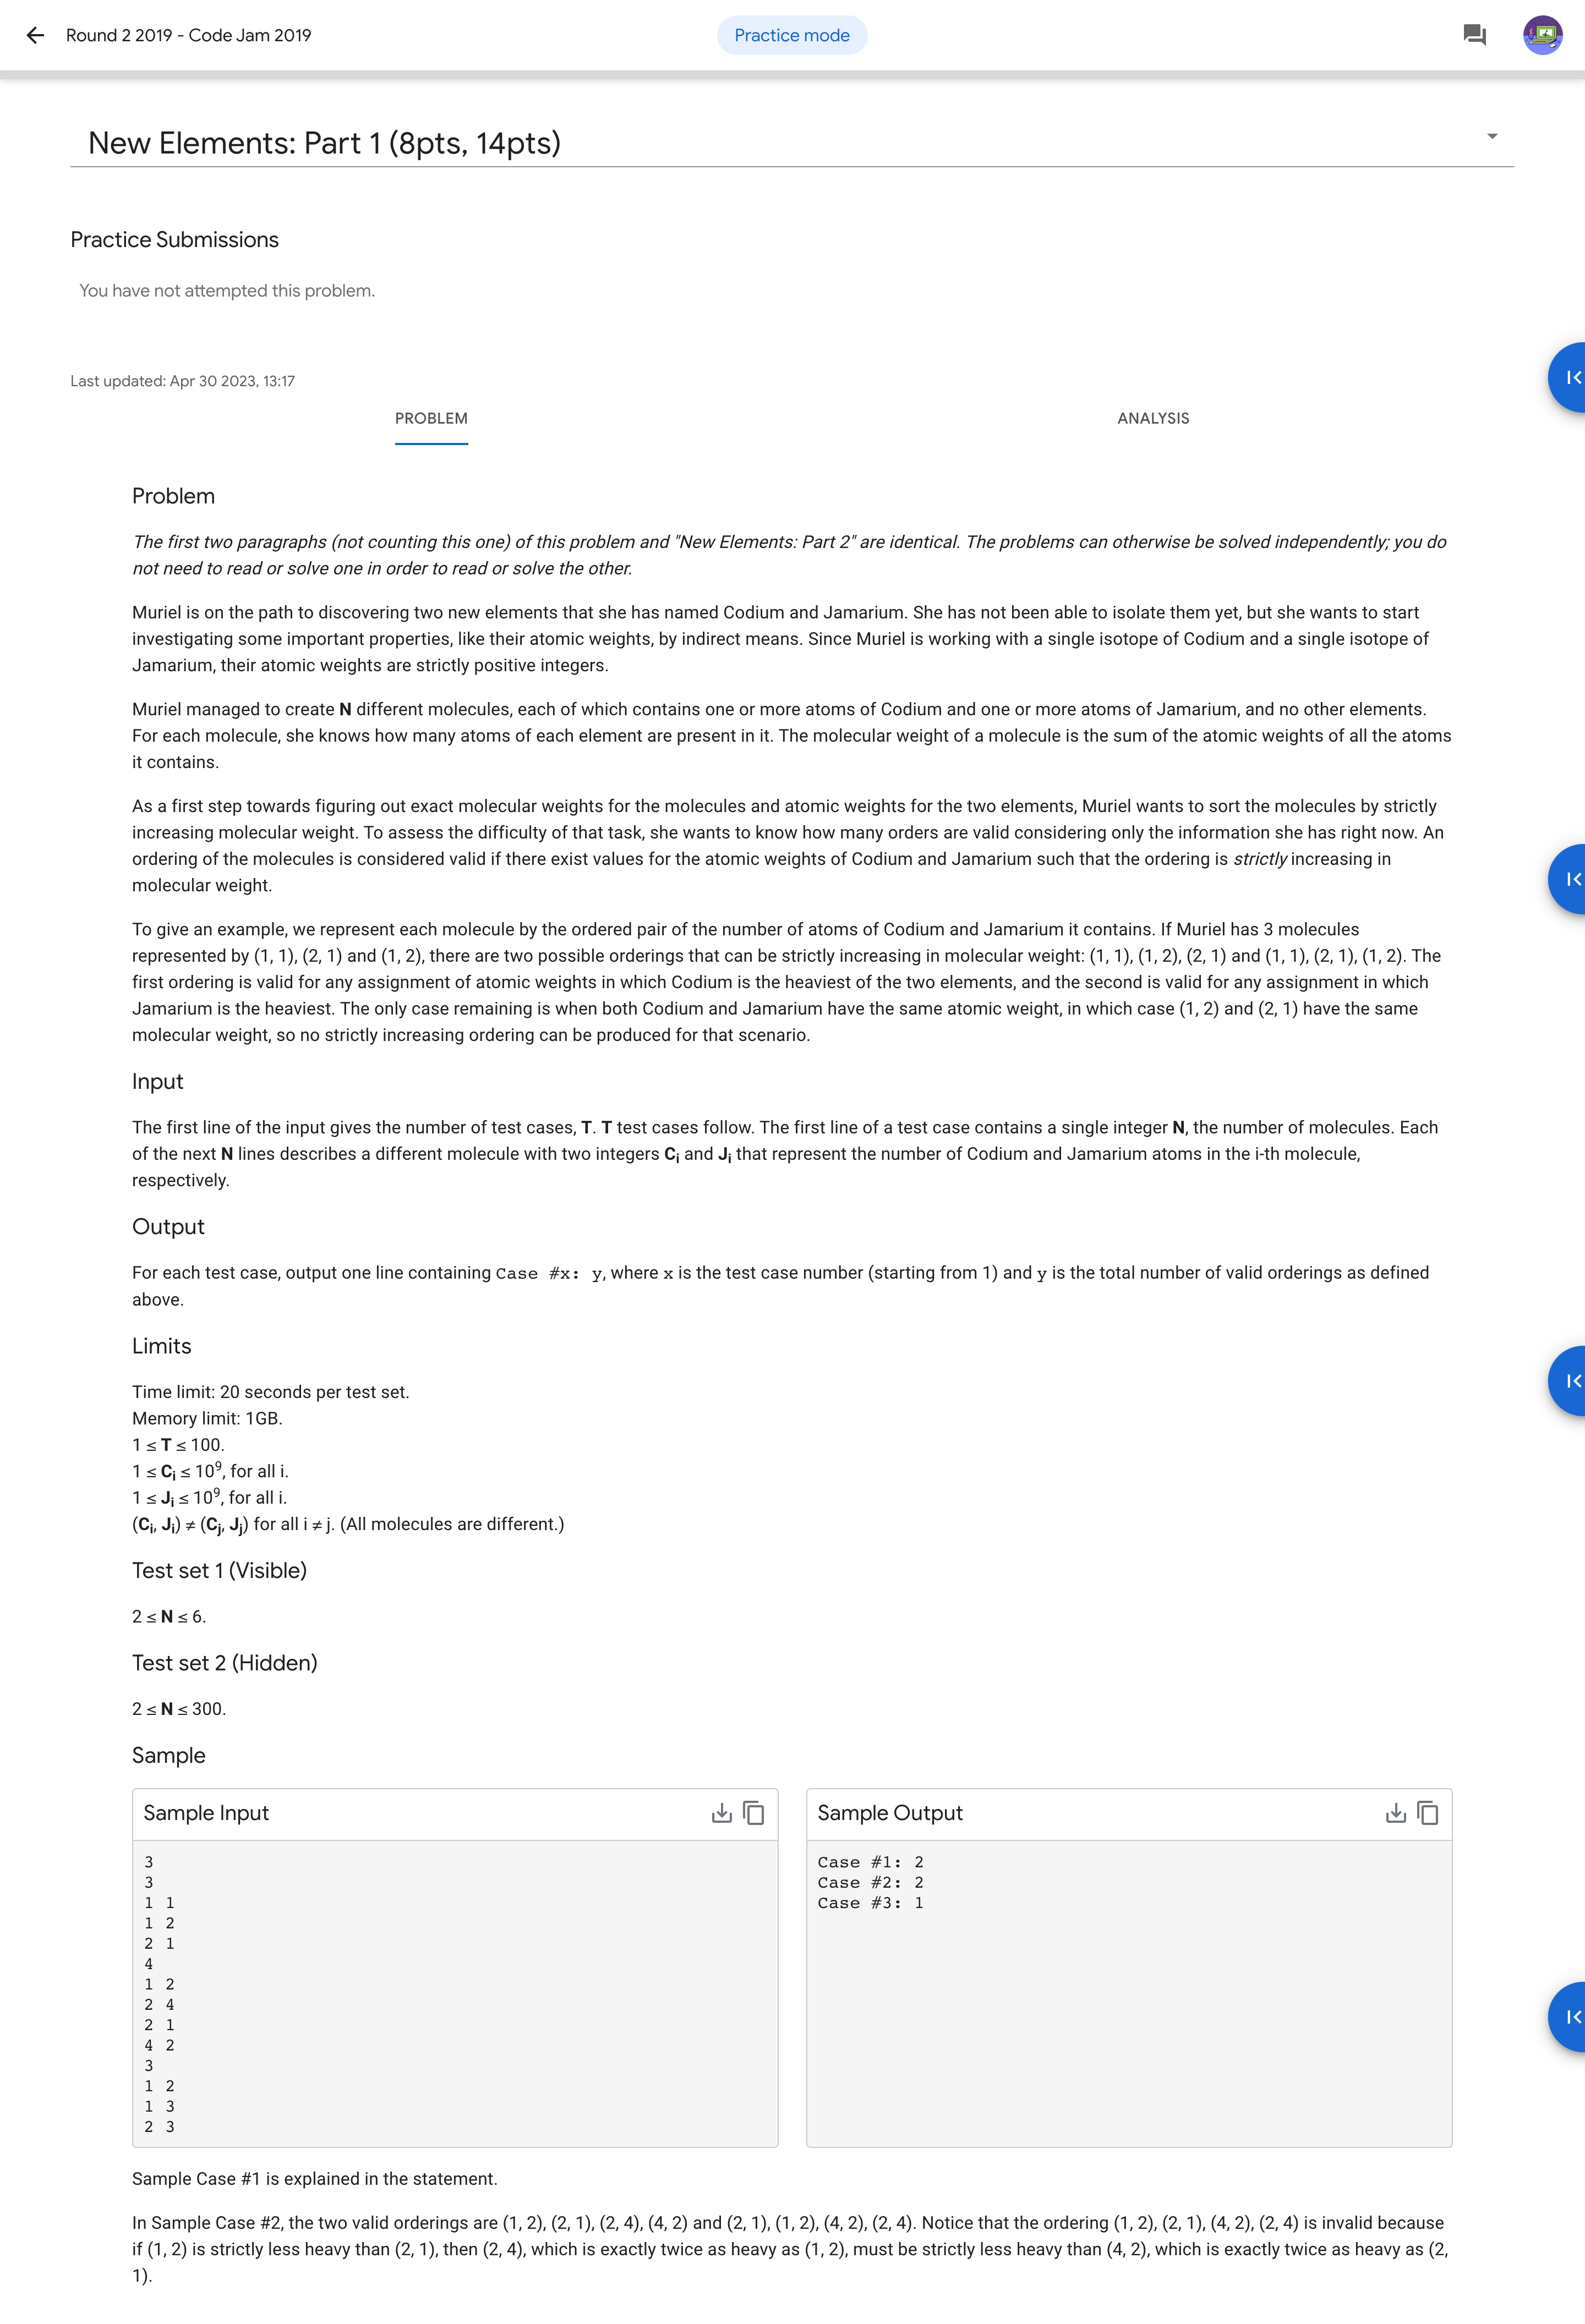 Round 2 2019 - Code Jam 2019
Practice mode
New Elements: Part 1 (8pts, 14pts)
Practice Submissions
You have not attempted this problem.
Last updated: Apr 30 2023, 13:17
PROBLEM
ANALYSIS
Problem
The first two paragraphs (not counting this one) of this problem and "New Elements: Part 2" are identical. The problems can otherwise be solved independently; you do
not need to read or solve one in order to read or solve the other.
Muriel is on the path to discovering two new elements that she has named Codium and Jamarium. She has not been able to isolate them yet, but she wants to start
investigating some important properties, like their atomic weights, by indirect means. Since Muriel is working with a single isotope of Codium and a single isotope of
Jamarium, their atomic weights are strictly positive integers.
Muriel managed to create N different molecules, each of which contains one or more atoms of Codium and one or more atoms of Jamarium, and no other elements.
For each molecule, she knows how many atoms of each element are present in it. The molecular weight of a molecule is the sum of the atomic weights of all the atoms
it contains.
As a first step towards figuring out exact molecular weights for the molecules and atomic weights for the two elements, Muriel wants to sort the molecules by strictly
increasing molecular weight. To assess the difficulty of that task, she wants to know how many orders are valid considering only the information she has right now. An
ordering of the molecules is considered valid if there exist values for the atomic weights of Codium and Jamarium such that the ordering is strictly increasing in
molecular weight.
To give an example, we represent each molecule by the ordered pair of the number of atoms of Codium and Jamarium it contains. If Muriel has 3 molecules
represented by (1, 1), (2, 1) and (1, 2), there are two possible orderings that can be strictly increasing in molecular weight: (1, 1), (1, 2), (2, 1) and (1, 1), (2, 1), (1, 2). The
first ordering is valid for any assignment of atomic weights in which Codium is the heaviest of the two elements, and the second is valid for any assignment in which
Jamarium is the heaviest. The only case remaining is when both Codium and Jamarium have the same atomic weight, in which case (1, 2) and (2, 1) have the same
molecular weight, so no strictly increasing ordering can be produced for that scenario.
Input
The first line of the input gives the number of test cases, T. T test cases follow. The first line of a test case contains a single integer N, the number of molecules. Each
of the next N lines describes a different molecule with two integers Ci and Ji that represent the number of Codium and Jamarium atoms in the i-th molecule,
respectively.
Output
For each test case, output one line containing Case #x: y, where x is the test case number (starting from 1) and y is the total number of valid orderings as defined
above.
Limits
Time limit: 20 seconds per test set.
Memory limit: 1GB.
1 ≤ T ≤ 100.
1 ≤ Ci ≤ 10⁹, for all i.
1 ≤ Ji ≤ 10⁹, for all i.
(Ci, Ji) ≠ (Cj, Jj) for all i ≠ j. (All molecules are different.)
Test set 1 (Visible)
2 ≤ N ≤ 6.
Test set 2 (Hidden)
2 ≤ N ≤ 300.
Sample
Sample Input
3
3
1 1
1 2
2 1
4
1 2
2 4
2 1
4 2
3
1 2
1 3
2 3
Sample Output
Case #1: 2
Case #2: 2
Case #3: 1
Sample Case #1 is explained in the statement.
In Sample Case #2, the two valid orderings are (1, 2), (2, 1), (2, 4), (4, 2) and (2, 1), (1, 2), (4, 2), (2, 4). Notice that the ordering (1, 2), (2, 1), (4, 2), (2, 4) is invalid because
if (1, 2) is strictly less heavy than (2, 1), then (2, 4), which is exactly twice as heavy as (1, 2), must be strictly less heavy than (4, 2), which is exactly twice as heavy as (2,
1).